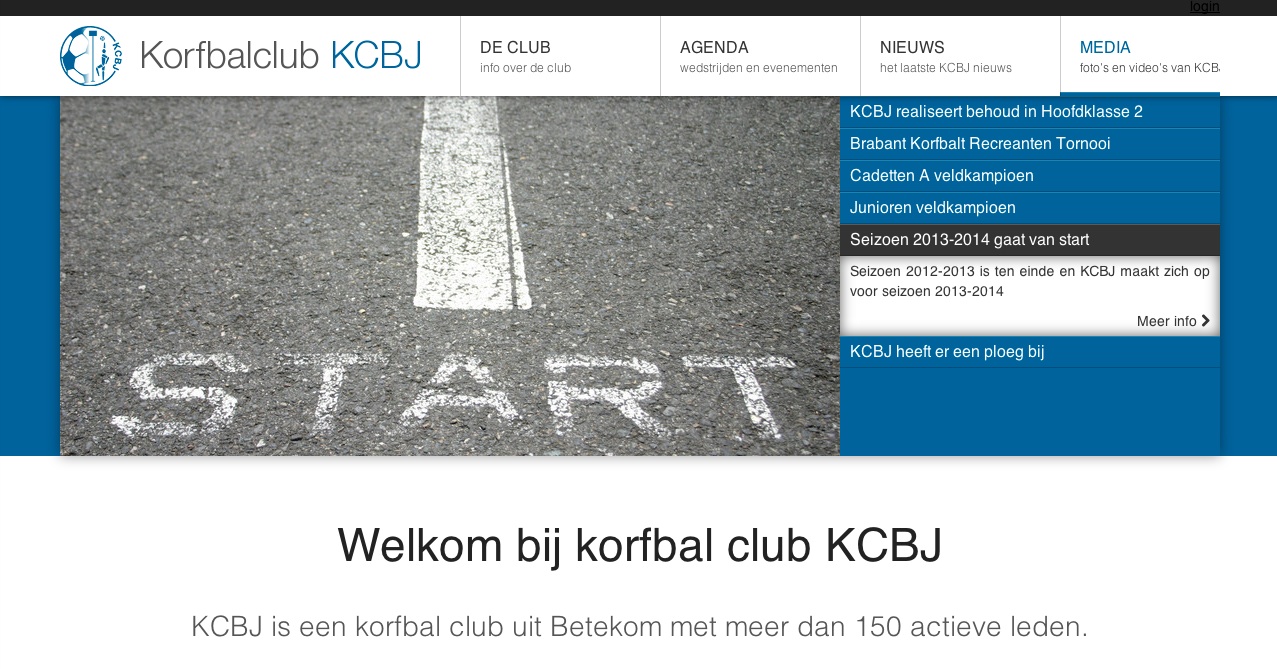 login
KCBJ
Korfbalclub KCBJ
DE CLUB
info over de club
AGENDA
wedstrijden en evenementen
NIEUWS
het laatste KCBJ nieuws
MEDIA
foto's en video's van KCBJ
START
KCBJ realiseert behoud in Hoofdklasse 2
Brabant Korfbalt Recreanten Tornooi
Cadetten A veldkampioen
Junioren veldkampioen
Seizoen 2013-2014 gaat van start
Seizoen 2012-2013 is ten einde en KCBJ maakt zich op
voor seizoen 2013-2014
Meer info
KCBJ heeft er een ploeg bij
Welkom bij korfbal club KCBJ
KCBJ is een korfbal club uit Betekom met meer dan 150 actieve leden.